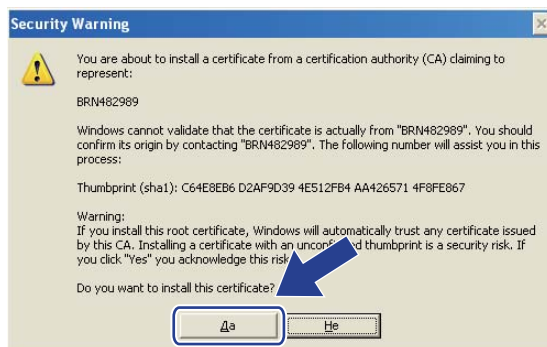 Security Warning
You are about to install a certificate from a certification authority (CA) claiming to
represent:
BRN482989
Windows cannot validate that the certificate is actually from "BRN482989". You should
confirm its origin by contacting "BRN482989". The following number will assist you in this
process:
Thumbprint (sha1): C64E8EB6 D2AF9D39 4E512FB4 AA426571 4F8FE867
Warning:
If you install this root certificate, Windows will automatically trust any certificate issued
by this CA. Installing a certificate with an thumbprint is a security risk. If
you click "Yes" you acknowledge this risk
Do you want to install this certificate?
Да
Не